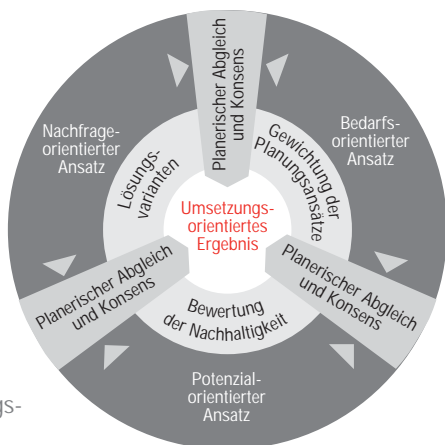 Planerischer Abgleich
und Konsens
Nachfrage-
orientierter
Ansatz
Bedarfs-
orientierter
Ansatz
Lösungs-
varianten
Gewichtung der
Planungsansätze
Umsetzungs-
orientiertes
Ergebnis
Planerischer Abgleich
und Konsens
Planerischer Abgleich
und Konsens
Bewertung
der Nachhaltigkeit
Potenzial-
orientierter
Ansatz
gs-